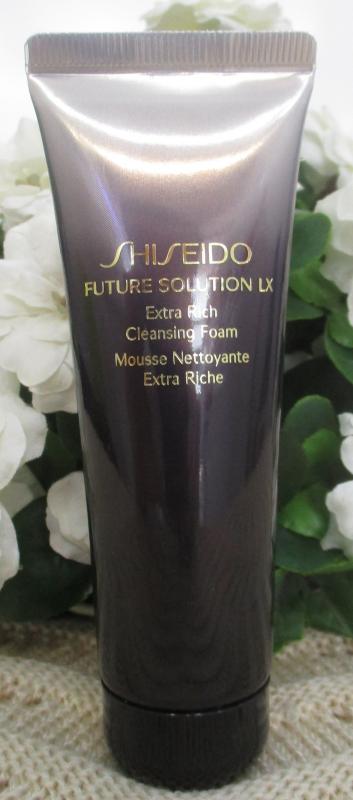 SHISEIDO
FUTURE SOLUTION LX
Extra Rich
Cleansing Foam
Mousse Nettoyante
Extra Riche